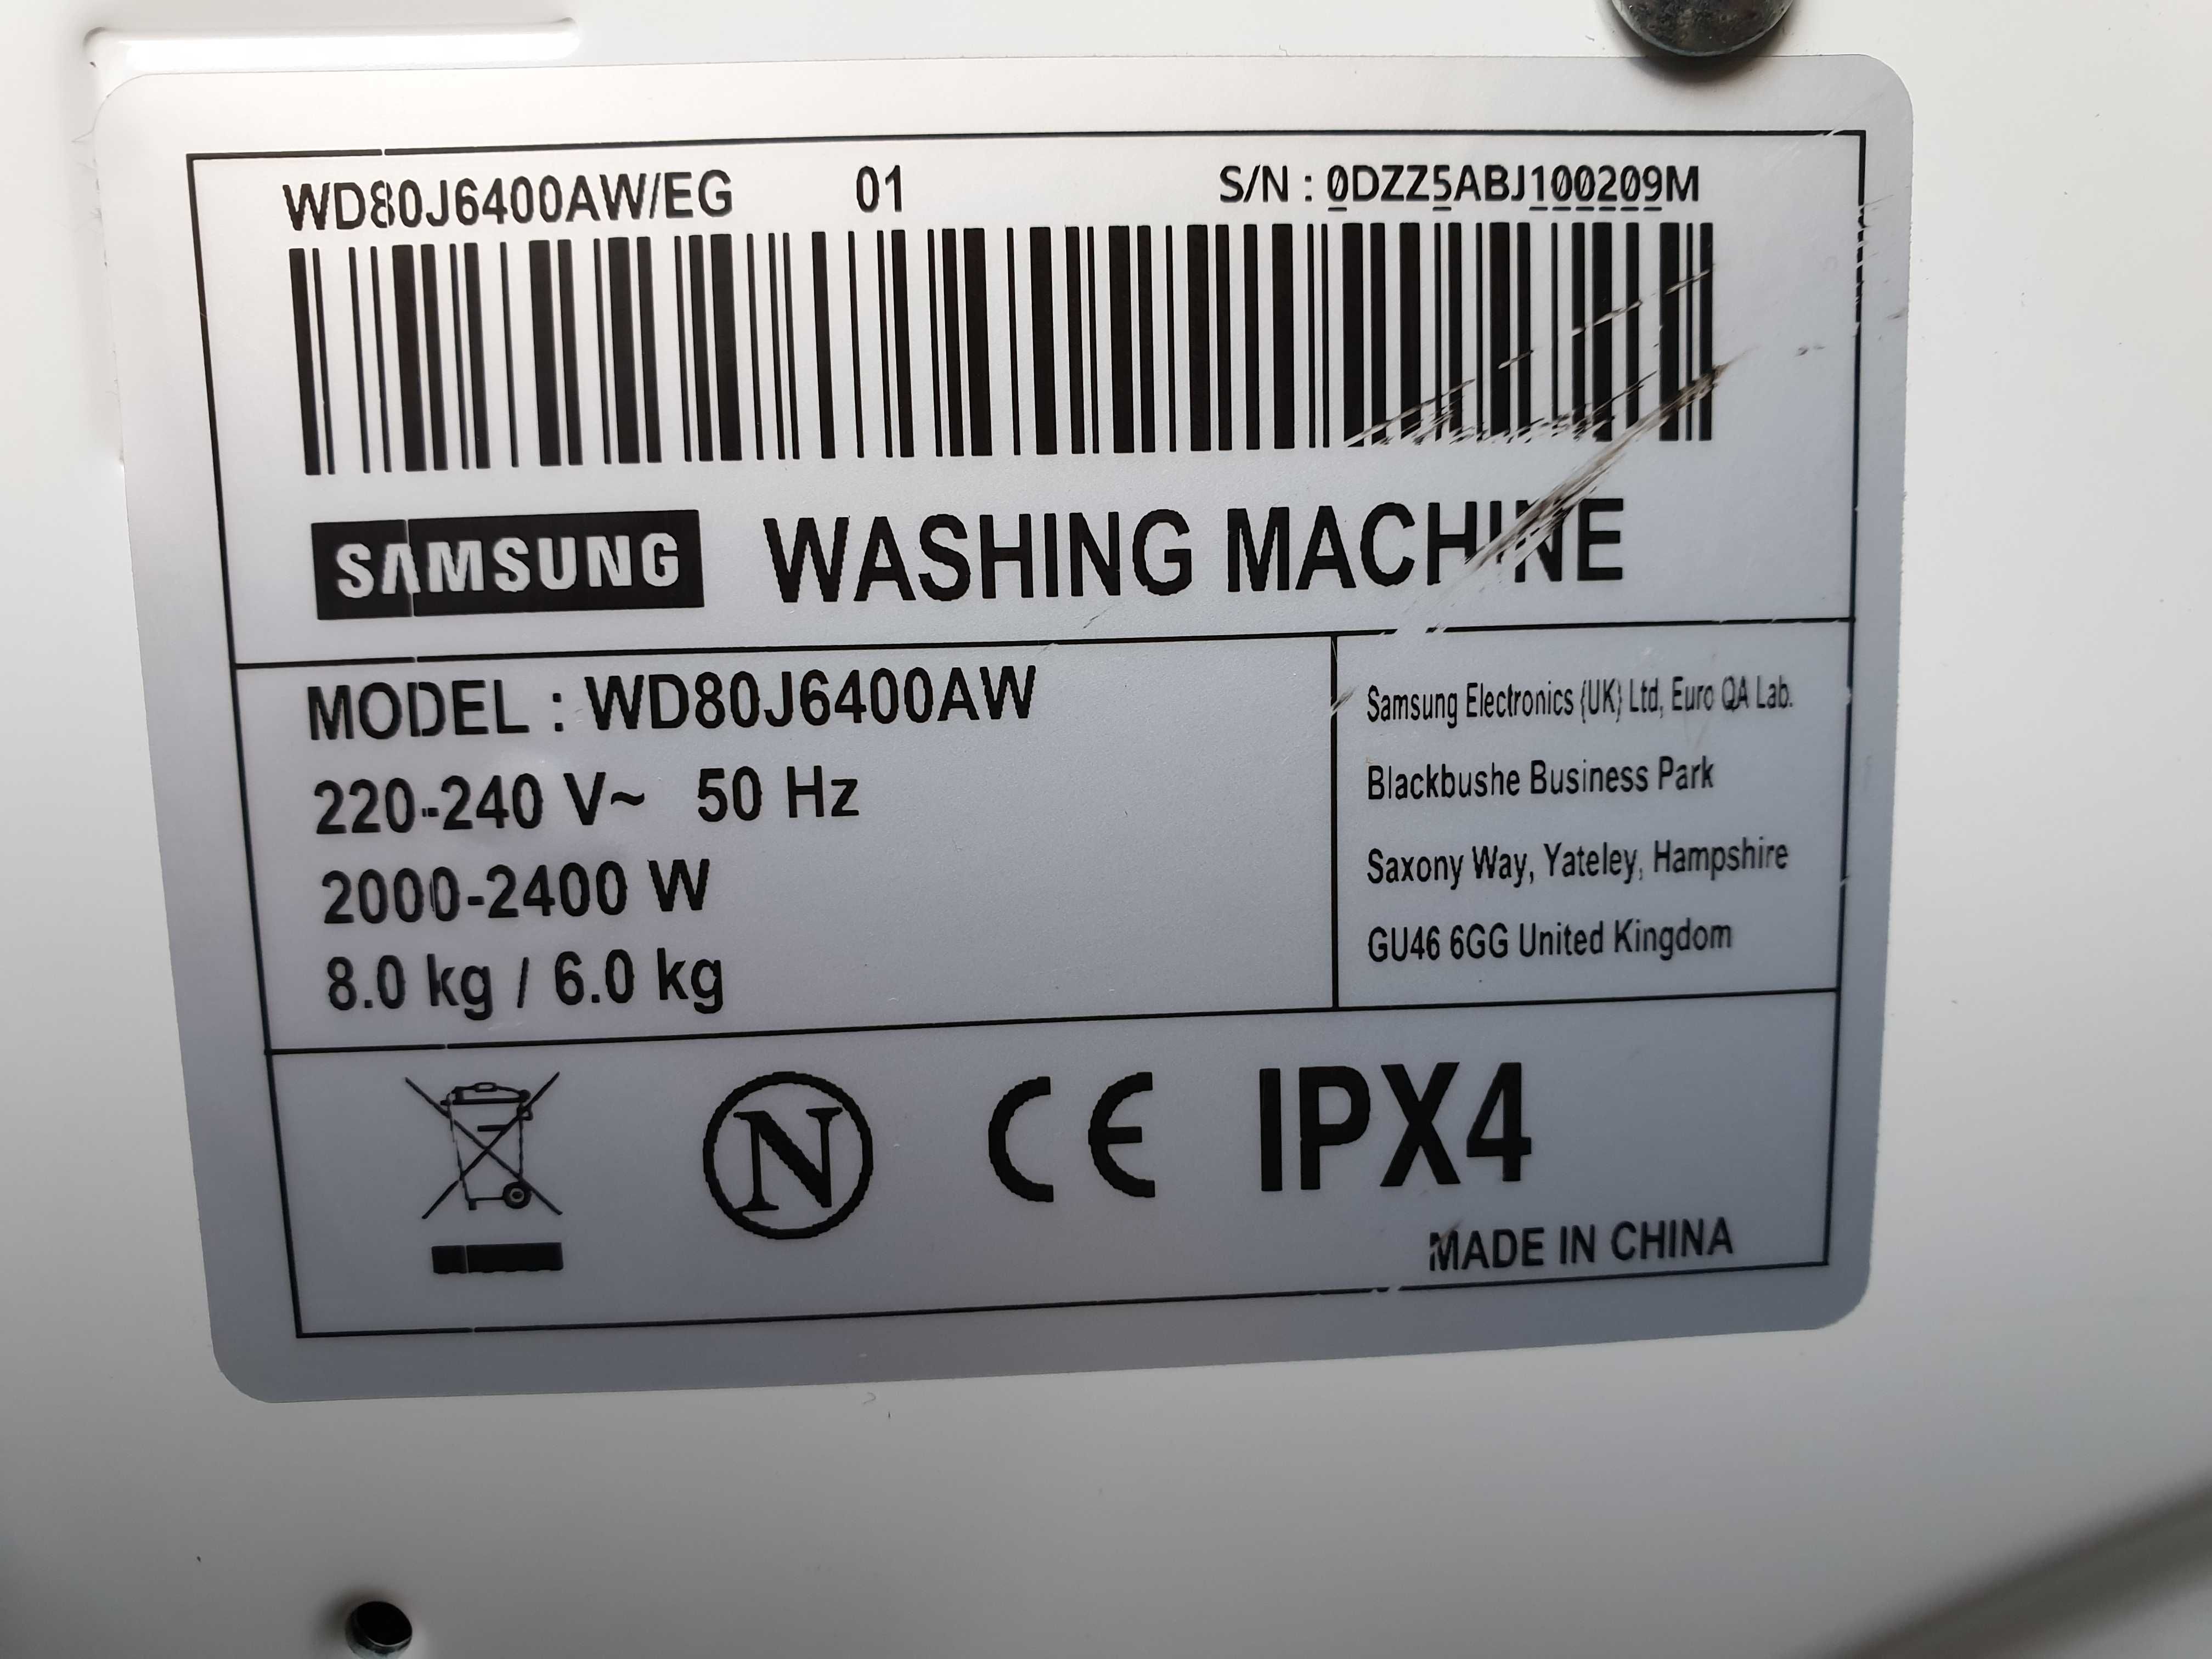 WD80J6400AW/EG 01 S/N : 0DZZ5ABJ100209M
SAMSUNG WASHING MACHINE
MODEL : WD80J6400AW
220-240 V~ 50 Hz
2000-2400 W
8.0 kg / 6.0 kg
Samsung Electronics (UK) Ltd, Euro QA Lab.
Blackbushe Business Park
Saxony Way, Yateley, Hampshire
GU46 6GG United Kingdom
N CE IPX4
MADE IN CHINA